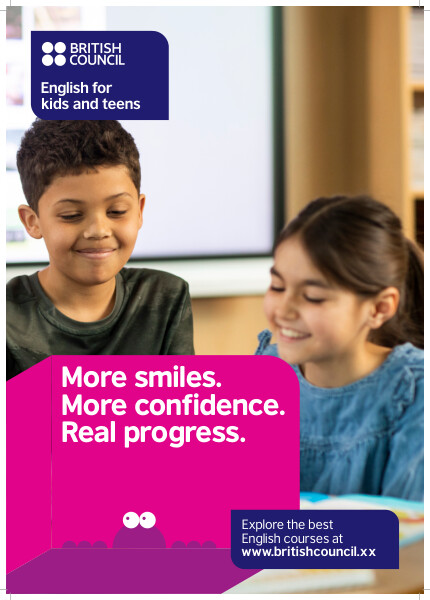 BRITISH
COUNCIL
English for
kids and teens
More smiles.
More confidence.
Real progress.
Explore the best
English courses at
www.britishcouncil.xx